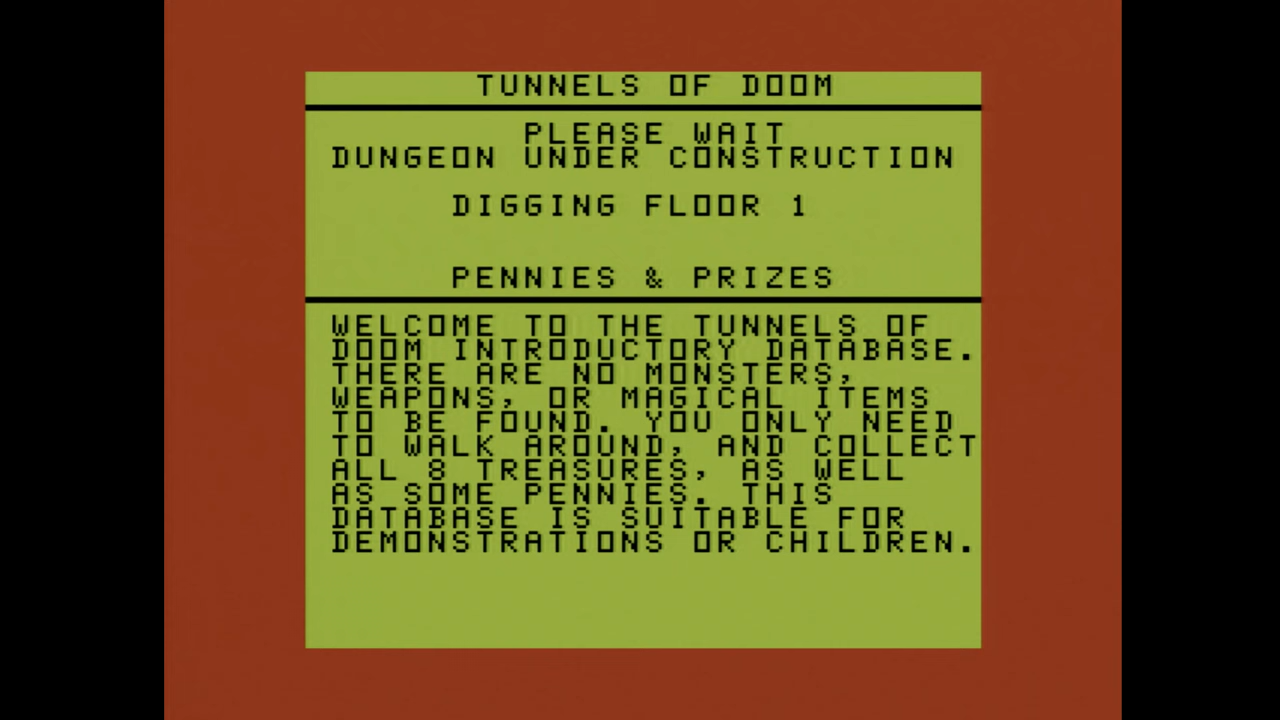 TUNNELS OF DOOM
PLEASE WAIT
DUNGEON UNDER CONSTRUCTION
DIGGING FLOOR 1
PENNIES & PRIZES
WELCOME TO THE TUNNELS OF
DOOM INTRODUCTORY DATABASE.
THERE ARE NO MONSTERS,
WEAPONS, OR MAGICAL ITEMS
TO BE FOUND. YOU ONLY NEED
TO WALK AROUND, AND COLLECT
ALL 8 TREASURES, AS WELL
AS SOME PENNIES. THIS
DATABASE IS SUITABLE FOR
DEMONSTRATIONS OR CHILDREN.